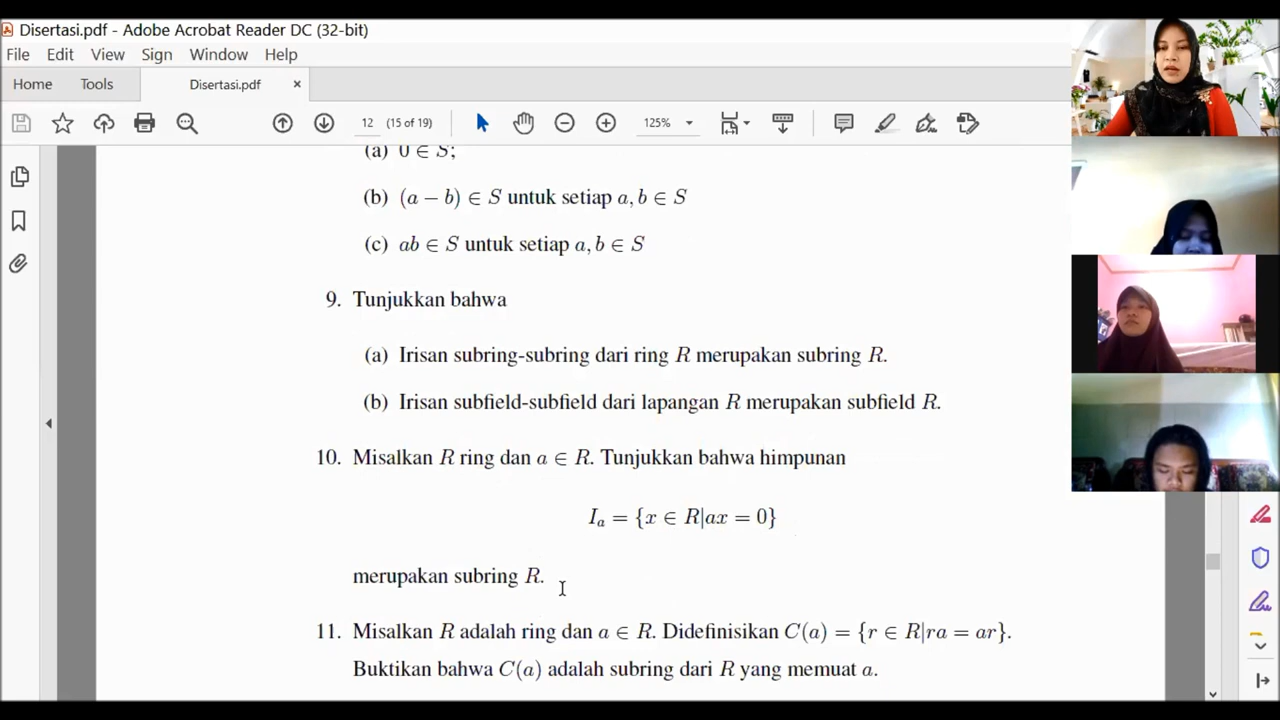 Disertasi.pdf - Adobe Acrobat Reader DC (32-bit)
File Edit View Sign Window Help
Home Tools Disertasi.pdf ×
12 (15 of 19) 125%
(a) 0 ∈ S;
(b) (a − b) ∈ S untuk setiap a, b ∈ S
(c) ab ∈ S untuk setiap a, b ∈ S
9. Tunjukkan bahwa
(a) Irisan subring-subring dari ring R merupakan subring R.
(b) Irisan subfield-subfield dari lapangan R merupakan subfield R.
10. Misalkan R ring dan a ∈ R. Tunjukkan bahwa himpunan
Iₐ = {x ∈ R|ax = 0}
merupakan subring R.
11. Misalkan R adalah ring dan a ∈ R. Didefinisikan C(a) = {r ∈ R|ra = ar}.
Buktikan bahwa C(a) adalah subring dari R yang memuat a.